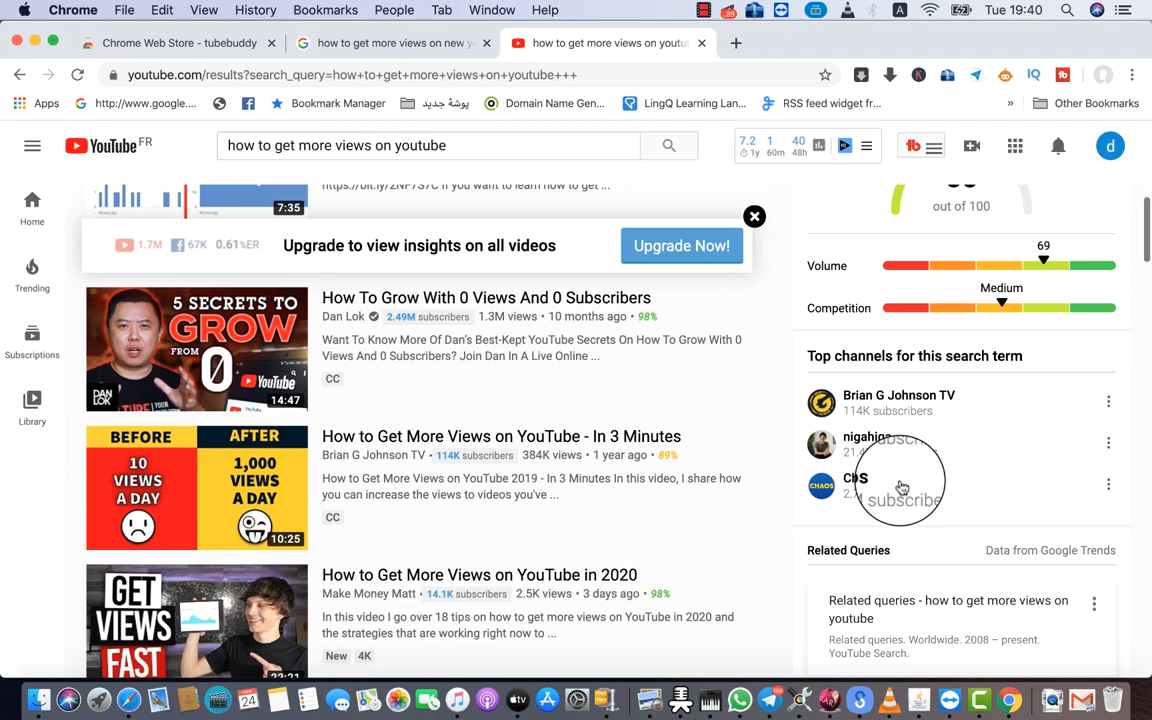 Chrome File Edit View History Bookmarks People Tab Window Help
Tue 19:40
Chrome Web Store - tubebuddy
how to get more views on new y
how to get more views on youtu
youtube.com/results?search_query=how+to+get+more+views+on+youtube+++
Apps
http://www.google....
Bookmark Manager
بوشة جديد
Domain Name Gen...
LingQ Learning Lan...
RSS feed widget fr...
»
Other Bookmarks
YouTube FR
how to get more views on youtube
7.2 1 40
1y 60m 48h
tb
d
Home
Trending
Subscriptions
Library
7:35
1.7M 67K 0.61%ER
Upgrade to view insights on all videos
Upgrade Now!
5 SECRETS TO
GROW
FROM 0
YouTube
DAN
LOK
14:47
How To Grow With 0 Views And 0 Subscribers
Dan Lok 2.49M subscribers 1.3M views • 10 months ago • 98%
Want To Know More Of Dan's Best-Kept YouTube Secrets On How To Grow With 0
Views And 0 Subscribers? Join Dan In A Live Online ...
CC
BEFORE AFTER
10
VIEWS
A DAY
1,000
VIEWS
A DAY
10:25
How to Get More Views on YouTube - In 3 Minutes
Brian G Johnson TV • 114K subscribers 384K views • 1 year ago • 89%
How to Get More Views on YouTube 2019 - In 3 Minutes In this video, I share how
you can increase the views to videos you've ...
CC
GET
VIEWS
FAST
How to Get More Views on YouTube in 2020
Make Money Matt • 14.1K subscribers 2.5K views • 3 days ago • 98%
In this video I go over 18 tips on how to get more views on YouTube in 2020 and
the strategies that are working right now to ...
New 4K
out of 100
69
Volume
Medium
Competition
Top channels for this search term
Brian G Johnson TV
114K subscribers
CHAOS
subscribe
Related Queries
Data from Google Trends
Related queries - how to get more views on
youtube
Related queries. Worldwide. 2008 – present.
YouTube Search.